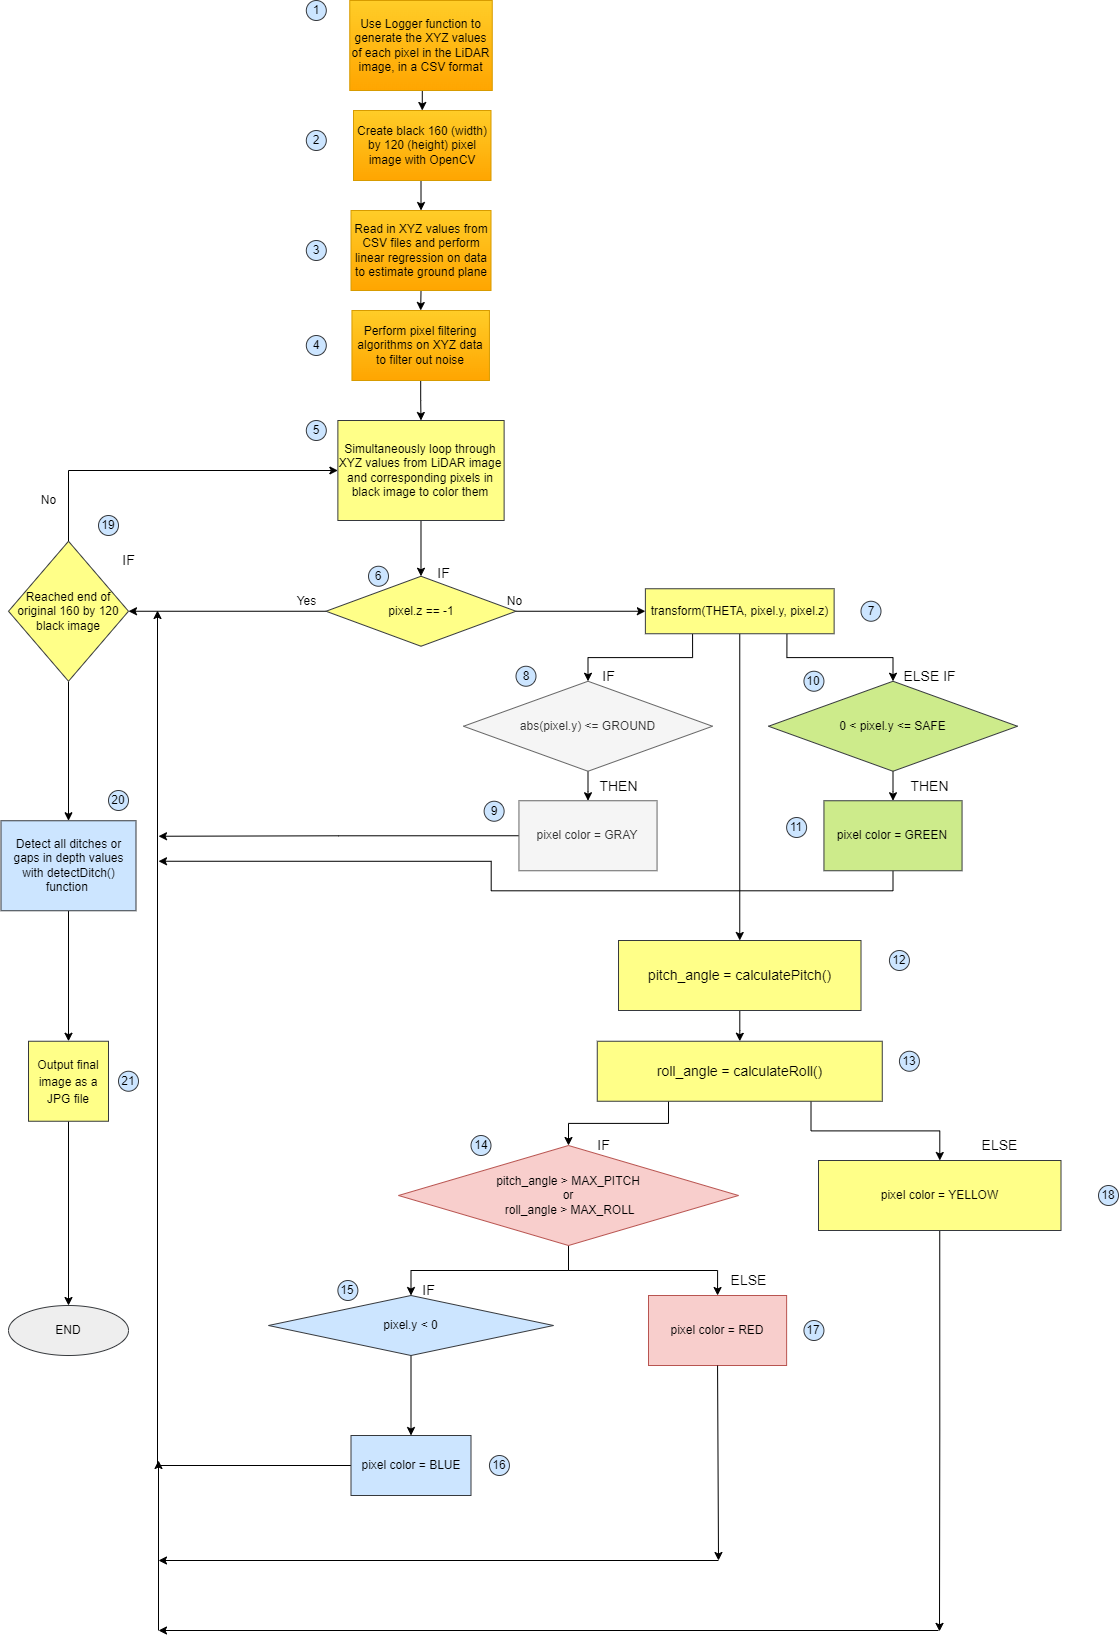 1
Use Logger function to
generate the XYZ values
of each pixel in the LiDAR
image, in a CSV format
2
Create black 160 (width)
by 120 (height) pixel
image with OpenCV
3
Read in XYZ values from
CSV files and perform
linear regression on data
to estimate ground plane
4
Perform pixel filtering
algorithms on XYZ data
to filter out noise
5
Simultaneously loop through
XYZ values from LiDAR image
and corresponding pixels in
black image to color them
No
19
IF
Reached end of
original 160 by 120
black image
6
IF
pixel.z == -1
Yes
No
transform(THETA, pixel.y, pixel.z)
7
8
IF
abs(pixel.y) <= GROUND
THEN
9
pixel color = GRAY
10
ELSE IF
0 < pixel.y <= SAFE
THEN
11
pixel color = GREEN
20
Detect all ditches or
gaps in depth values
with detectDitch()
function
12
pitch_angle = calculatePitch()
13
roll_angle = calculateRoll()
Output final
image as a
JPG file
21
14
IF
pitch_angle > MAX_PITCH
or
roll_angle > MAX_ROLL
ELSE
pixel color = YELLOW
18
15
IF
pixel.y < 0
ELSE
pixel color = RED
17
END
pixel color = BLUE
16